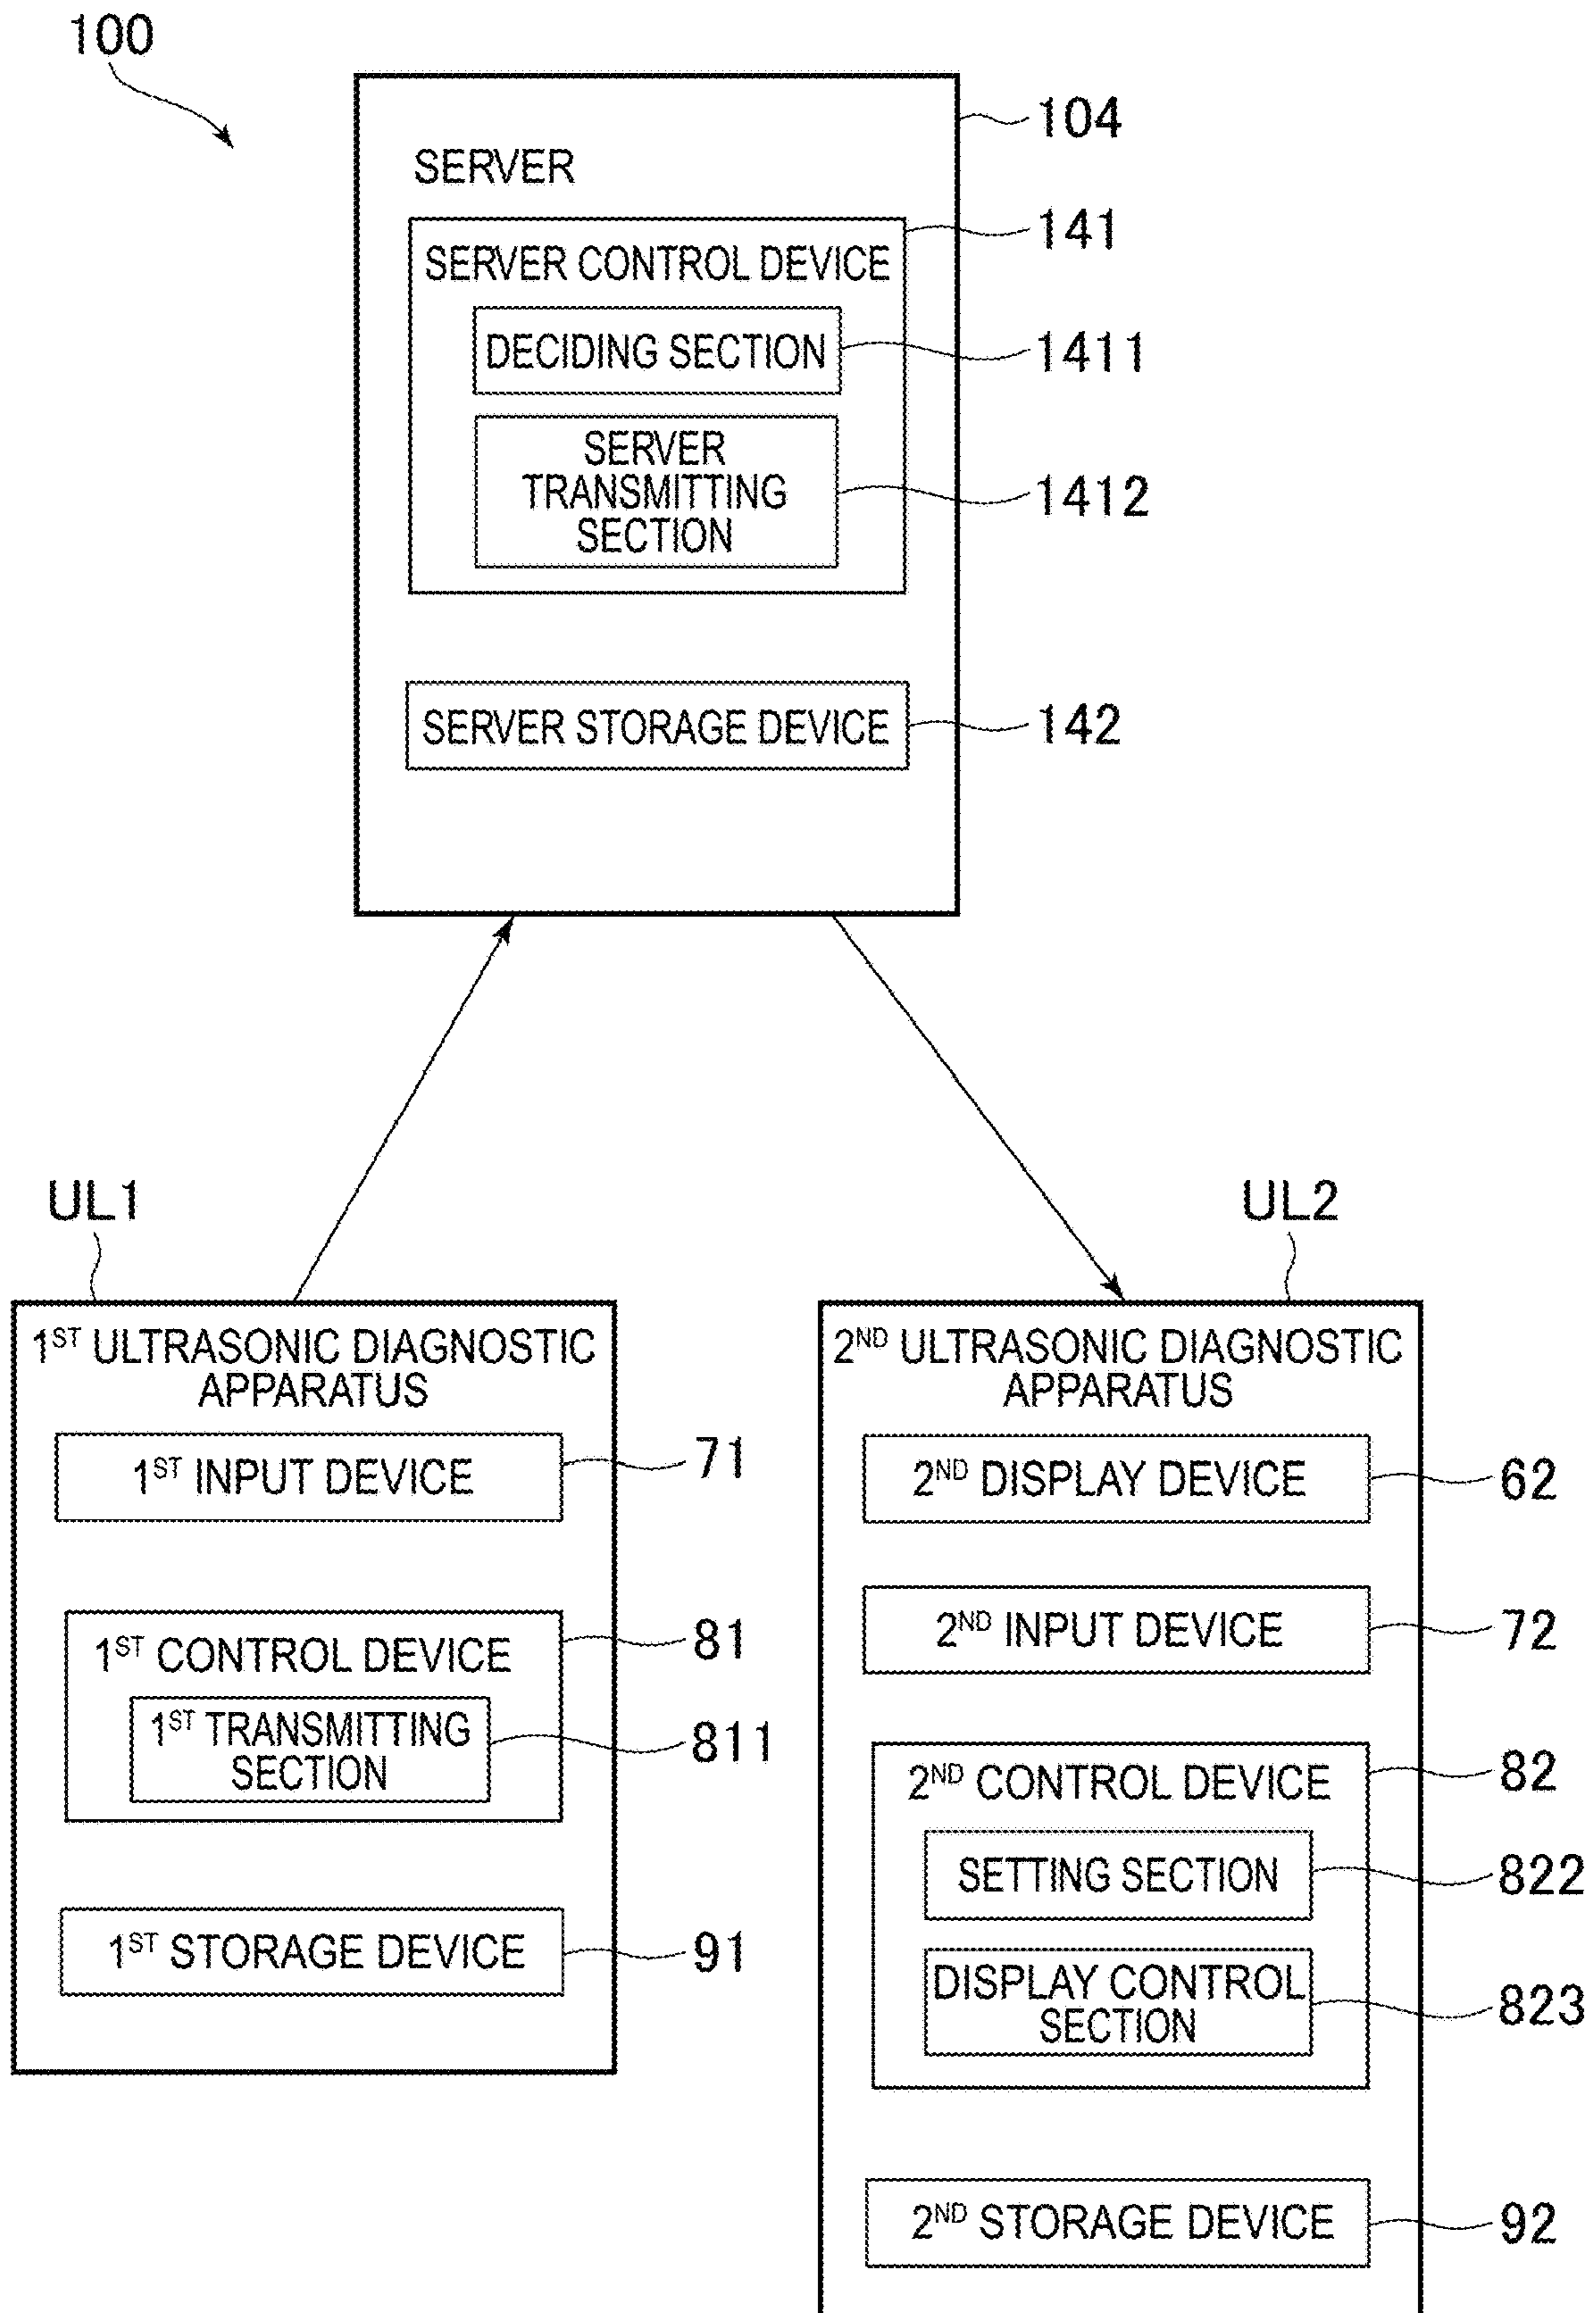 100
104
SERVER
141
SERVER CONTROL DEVICE
DECIDING SECTION
1411
SERVER
TRANSMITTING
SECTION
1412
SERVER STORAGE DEVICE
142
UL1
1ST ULTRASONIC DIAGNOSTIC
APPARATUS
1ST INPUT DEVICE
71
1ST CONTROL DEVICE
81
1ST TRANSMITTING
SECTION
811
1ST STORAGE DEVICE
91
UL2
2ND ULTRASONIC DIAGNOSTIC
APPARATUS
2ND DISPLAY DEVICE
62
2ND INPUT DEVICE
72
2ND CONTROL DEVICE
82
SETTING SECTION
822
DISPLAY CONTROL
SECTION
823
2ND STORAGE DEVICE
92